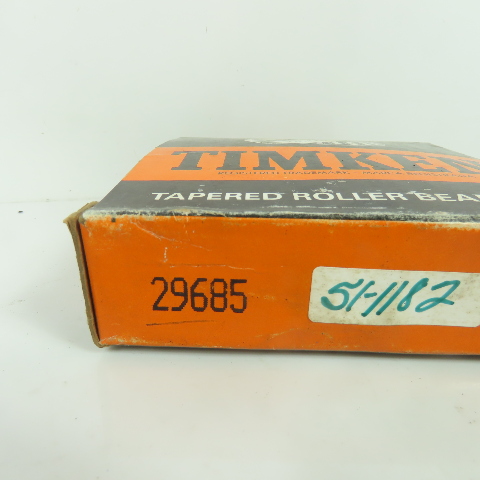 TIMKEN
TAPERED ROLLER BEA
29685
51-1182